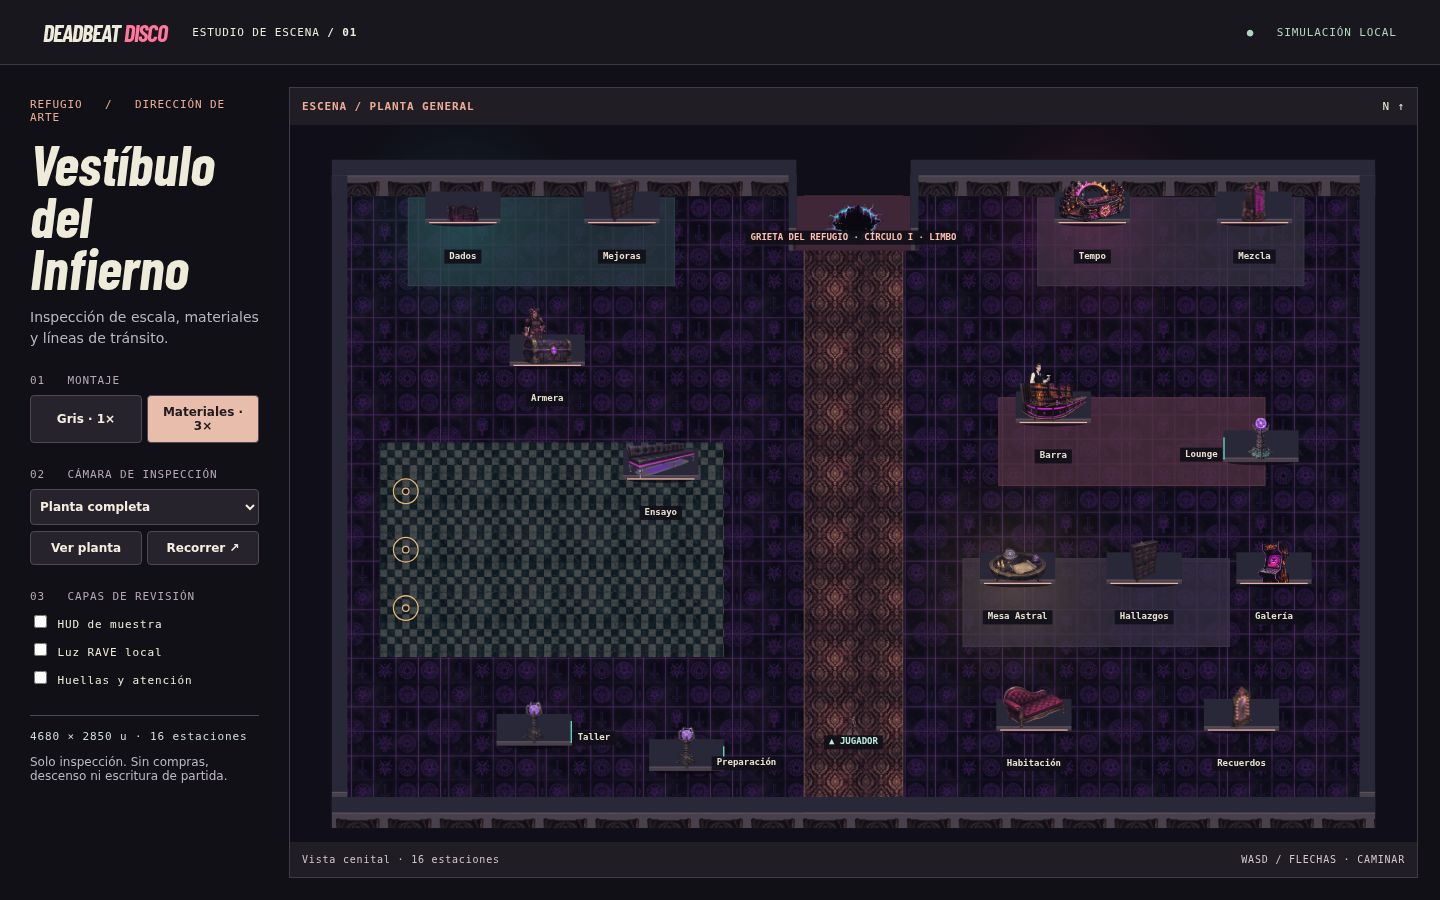 DEADBEAT DISCO
ESTUDIO DE ESCENA / 01
● SIMULACIÓN LOCAL
REFUGIO / DIRECCIÓN DE
ARTE
Vestíbulo
del
Infierno
Inspección de escala, materiales
y líneas de tránsito.
01 MONTAJE
Gris · 1×
Materiales ·
3×
02 CÁMARA DE INSPECCIÓN
Planta completa
Ver planta
Recorrer ↗
03 CAPAS DE REVISIÓN
HUD de muestra
Luz RAVE local
Huellas y atención
4680 × 2850 u · 16 estaciones
Solo inspección. Sin compras,
descenso ni escritura de partida.
ESCENA / PLANTA GENERAL
N ↑
GRIETA DEL REFUGIO · CÍRCULO I · LIMBO
Dados
Mejoras
Tempo
Mezcla
Armera
Barra
Lounge
Ensayo
Mesa Astral
Hallazgos
Galería
Taller
▲ JUGADOR
Preparación
Habitación
Recuerdos
Vista cenital · 16 estaciones
WASD / FLECHAS · CAMINAR